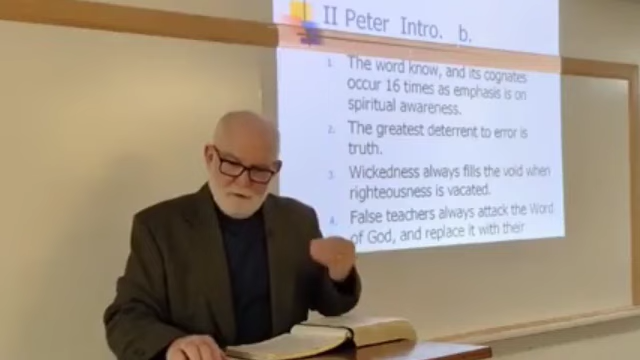 II Peter Intro. b.
1. The word know, and its cognates
occur 16 times as emphasis is on
spiritual awareness.
2. The greatest deterrent to error is
truth.
3. Wickedness always fills the void when
righteousness is vacated.
4. False teachers always attack the Word
of God, and replace it with their